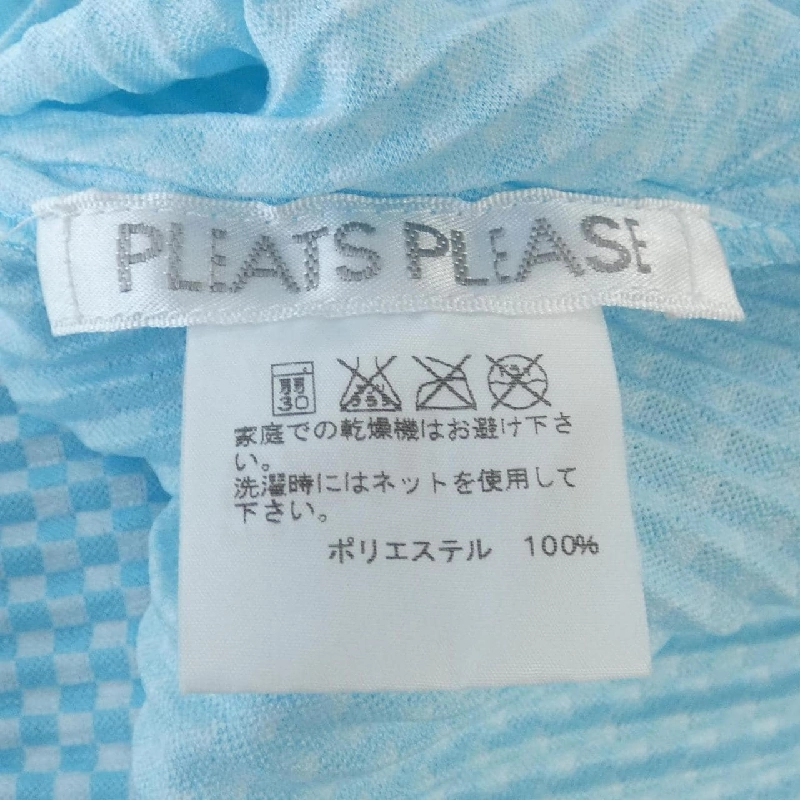 PLEATS PLEASE
弱
30
家庭での乾燥機はお避け下さ
い。
洗濯時にはネットを使用して
下さい。
ポリエステル 100%